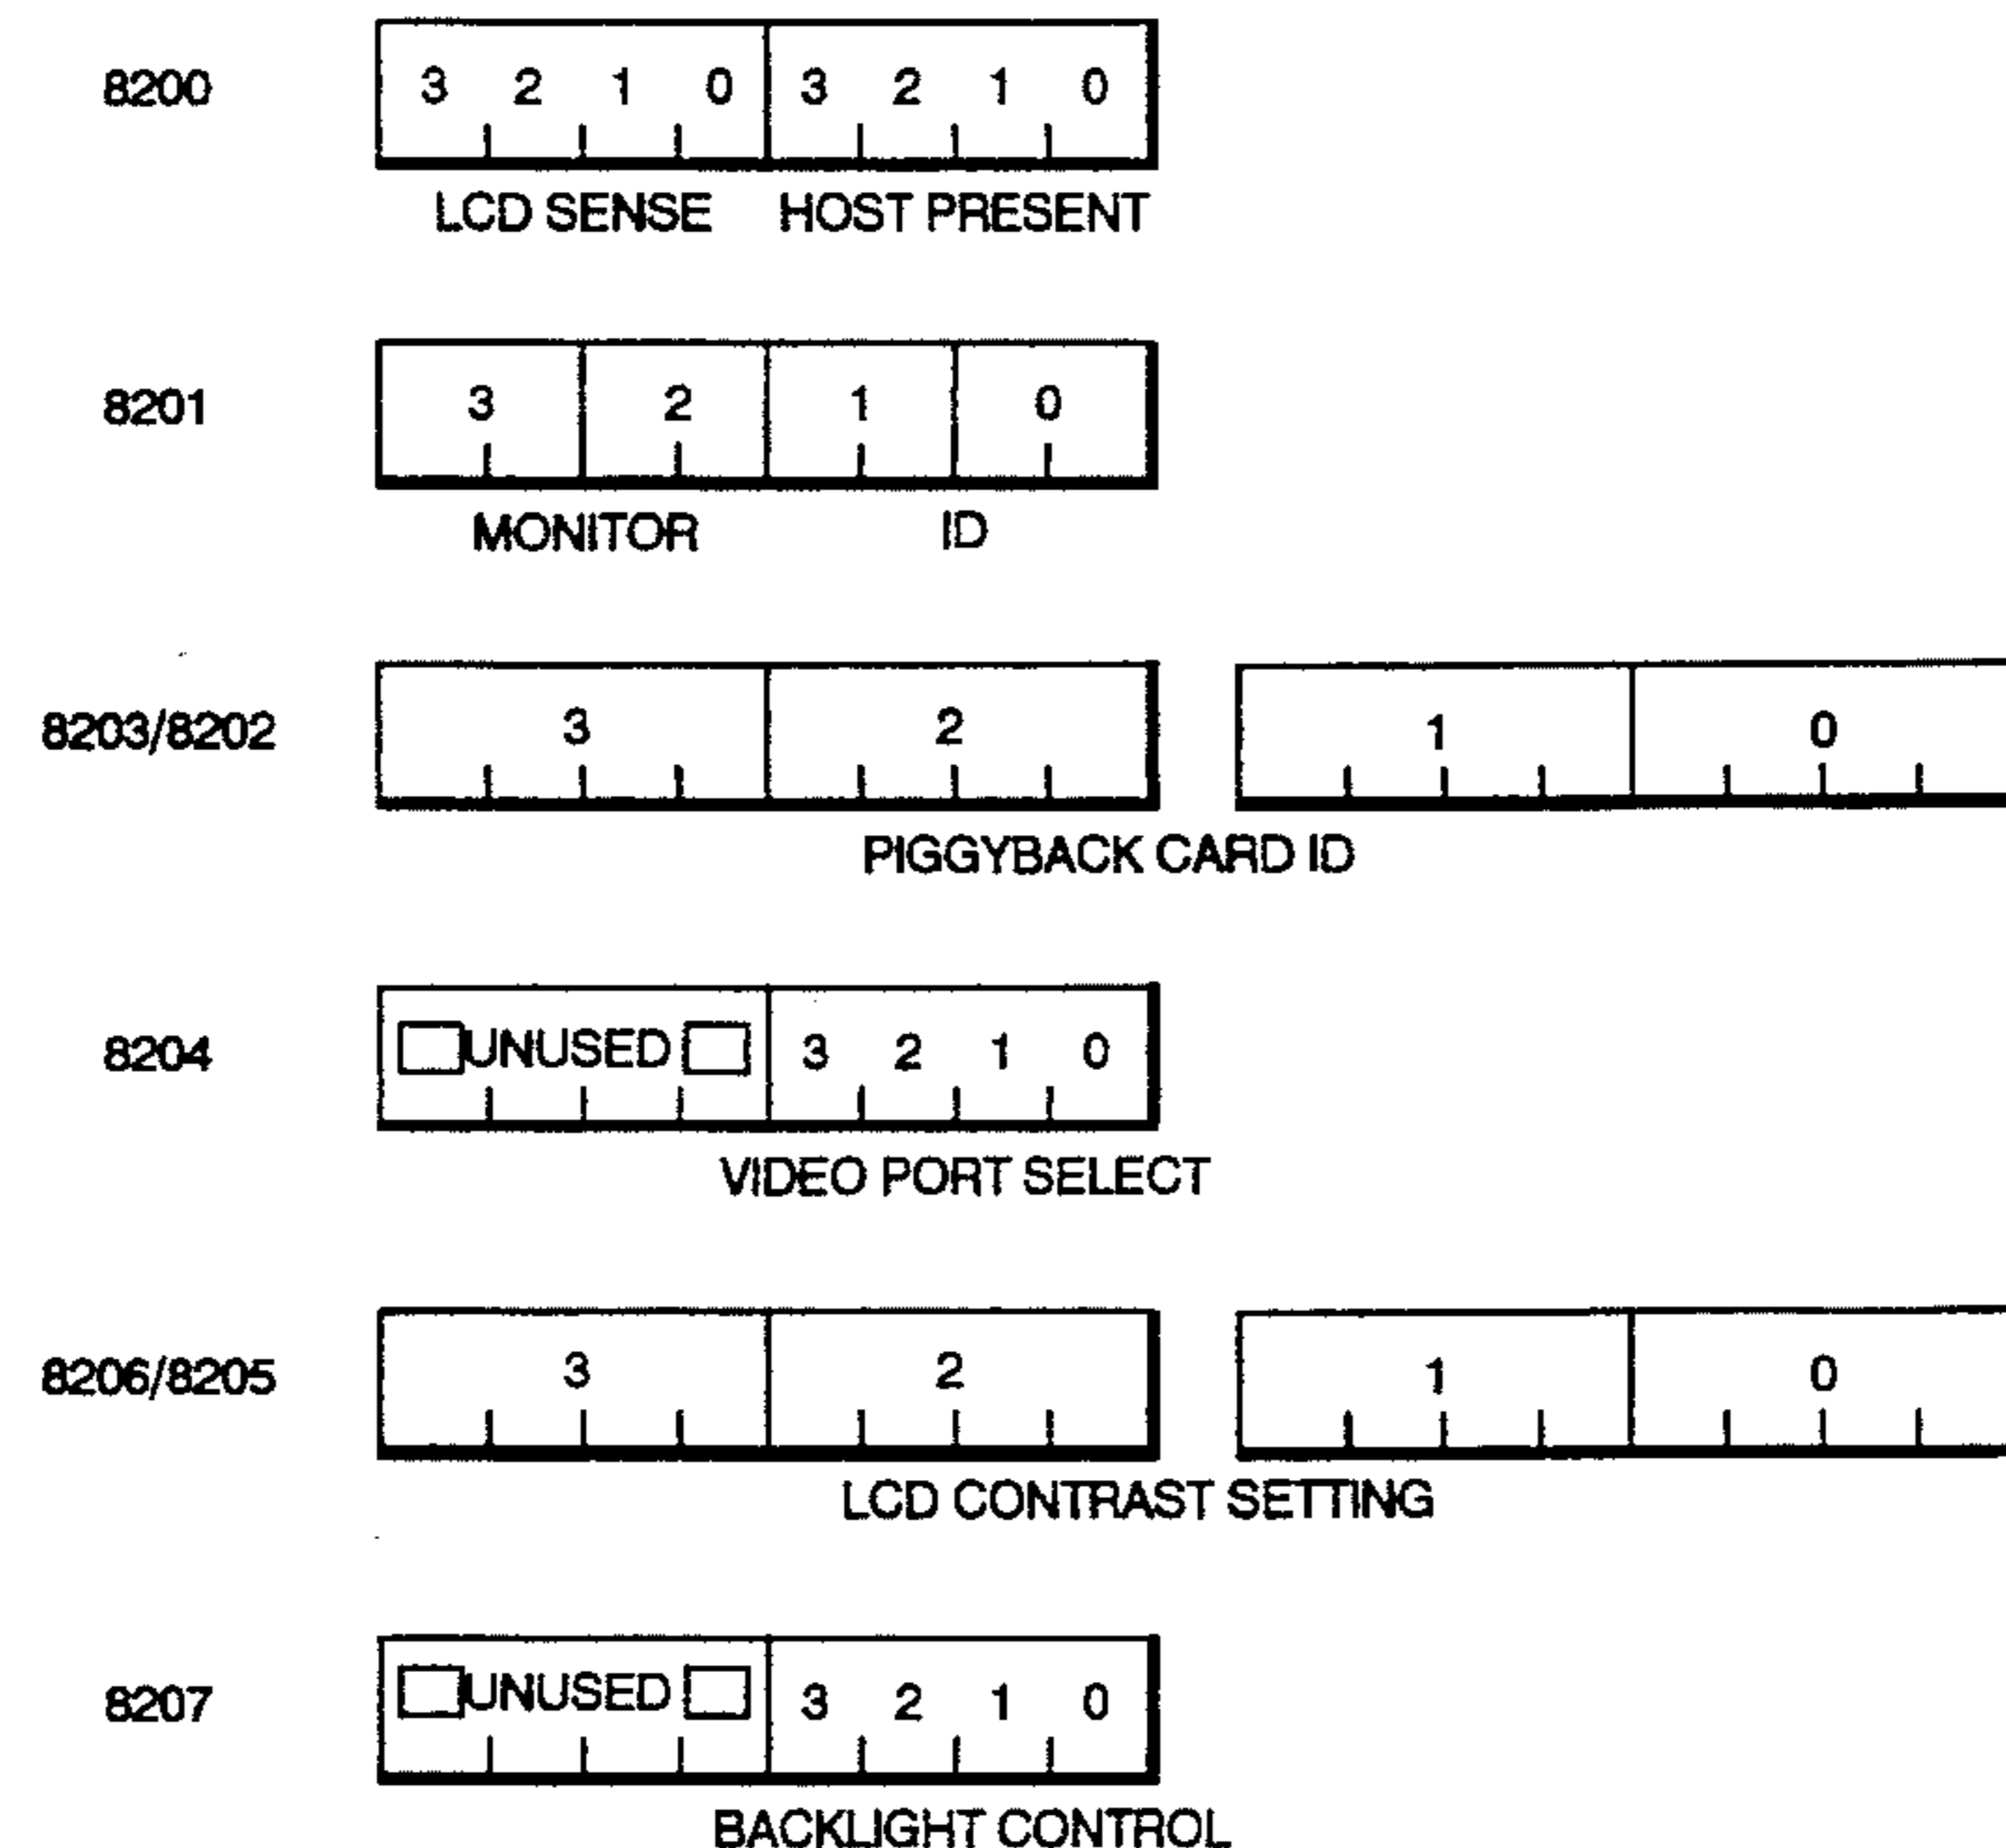 8200 3 2 1 0 3 2 1 0
LCD SENSE HOST PRESENT
8201 3 2 1 0
MONITOR ID
8203/8202 3 2 1 0
PIGGYBACK CARD ID
8204 UNUSED 3 2 1 0
VIDEO PORT SELECT
8206/8205 3 2 1 0
LCD CONTRAST SETTING
8207 UNUSED 3 2 1 0
BACKLIGHT CONTROL